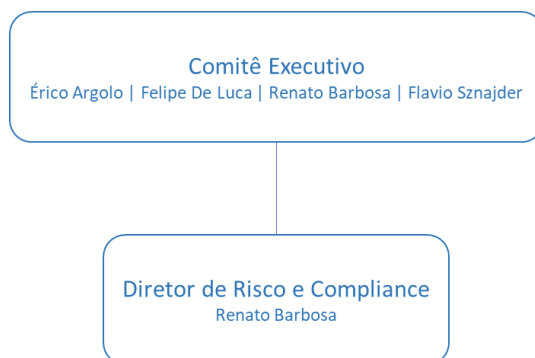 Comitê Executivo
Érico Argolo | Felipe De Luca | Renato Barbosa | Flavio Sznajder
Diretor de Risco e Compliance
Renato Barbosa